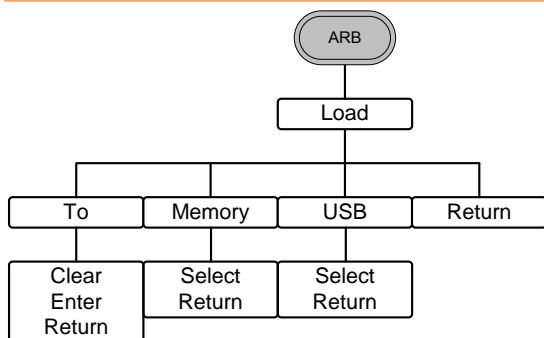 ARB
Load
To
Memory
USB
Return
Clear
Enter
Return
Select
Return
Select
Return